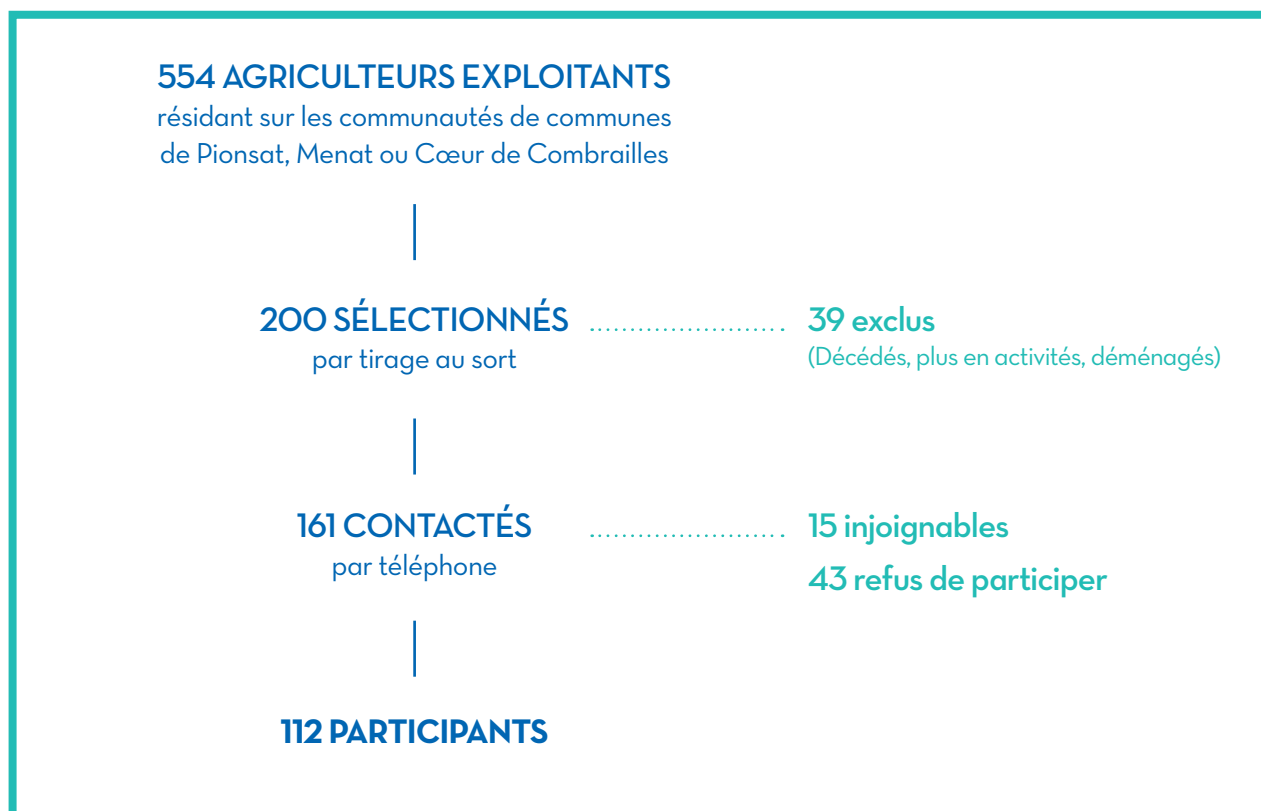 554 AGRICULTEURS EXPLOITANTS
résidant sur les communautés de communes
de Pionsat, Menat ou Cœur de Combrailles
200 SÉLECTIONNÉS ........................ 39 exclus
par tirage au sort
(Décédés, plus en activités, déménagés)
161 CONTACTÉS ........................ 15 injoignables
par téléphone
43 refus de participer
112 PARTICIPANTS